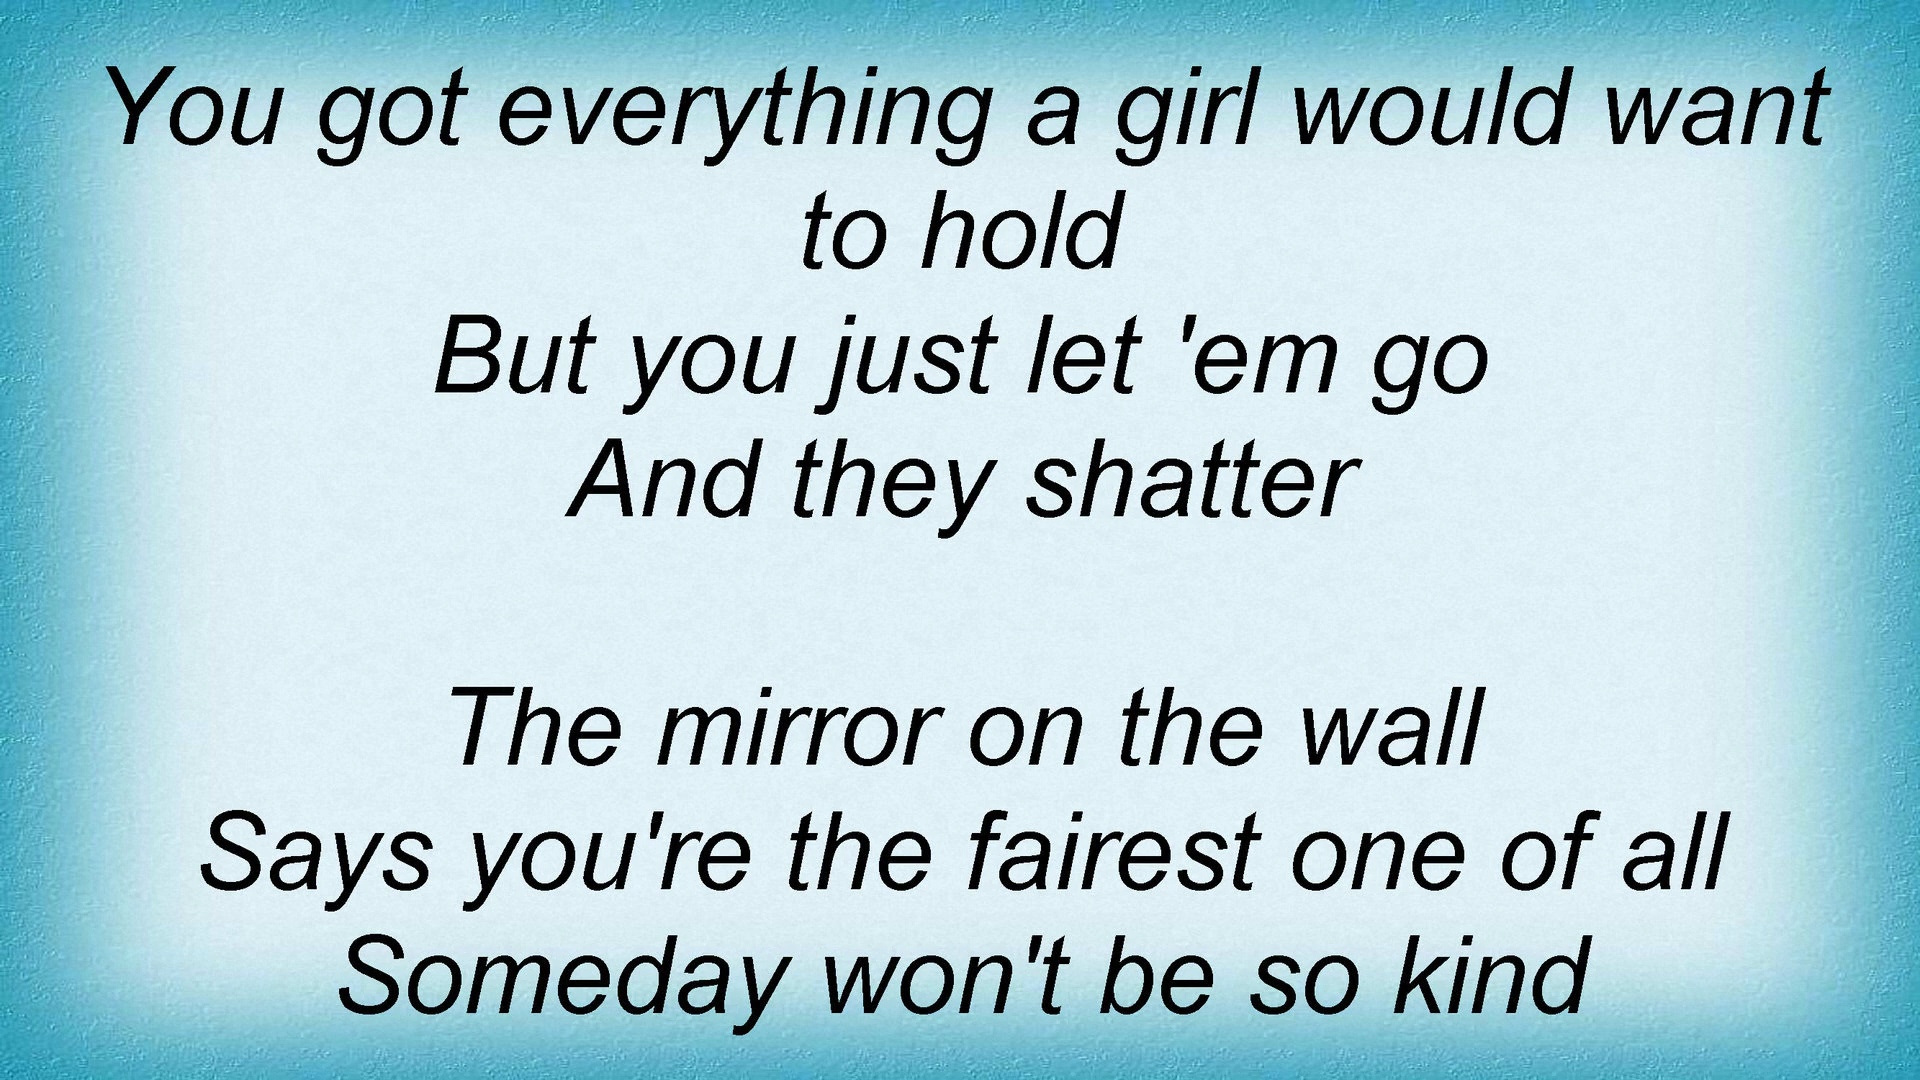 You got everything a girl would want
to hold
But you just let 'em go
And they shatter

The mirror on the wall
Says you're the fairest one of all
Someday won't be so kind